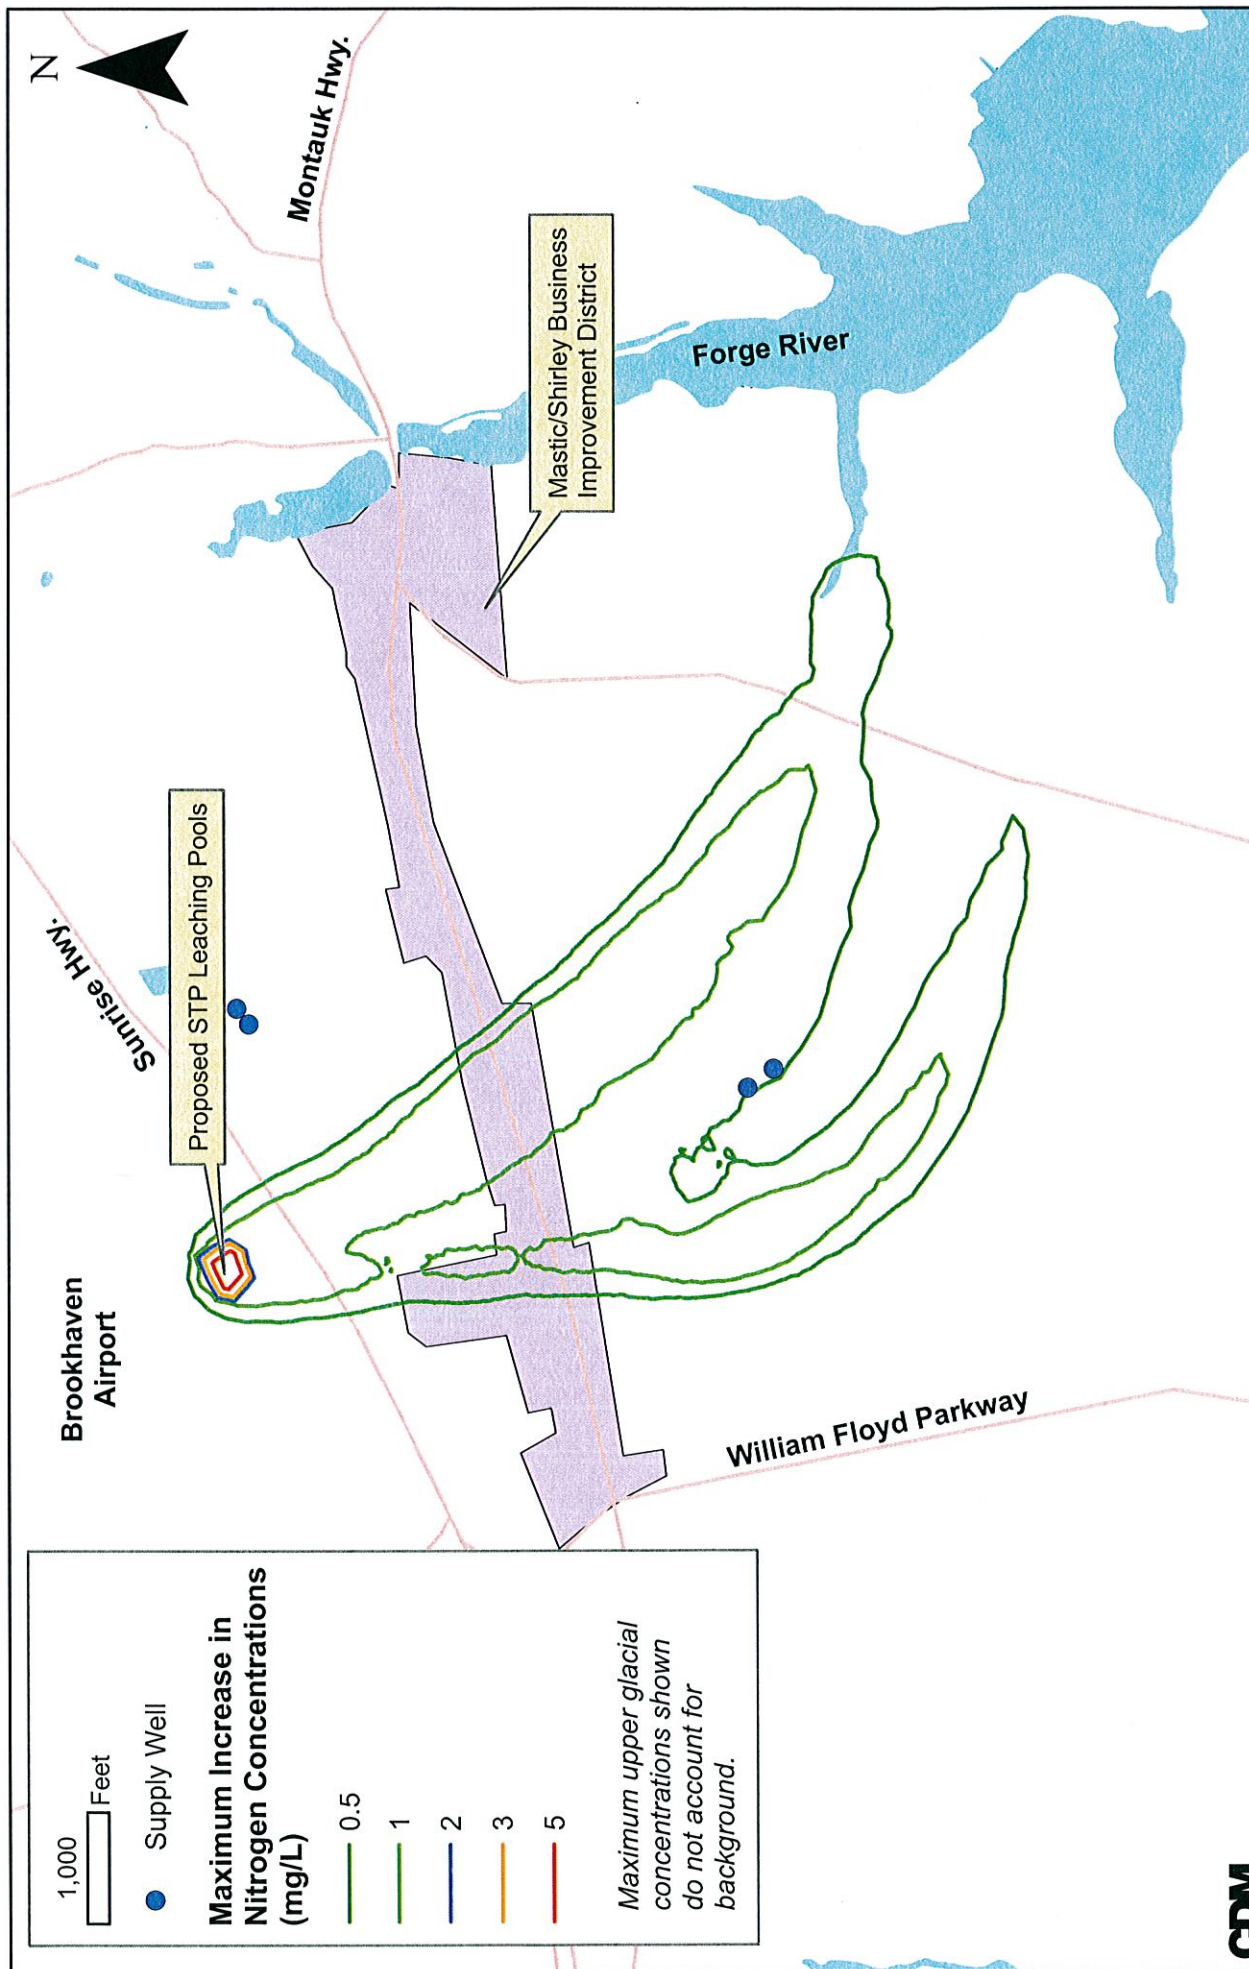 N
Montauk Hwy.
Sunrise Hwy.
Proposed STP Leaching Pools
Brookhaven
Airport
Mastic/Shirley Business
Improvement District
Forge River
William Floyd Parkway
1,000
Feet
Supply Well
Maximum Increase in
Nitrogen Concentrations
(mg/L)
0.5
1
2
3
5
Maximum upper glacial
concentrations shown
do not account for
background.
CDM